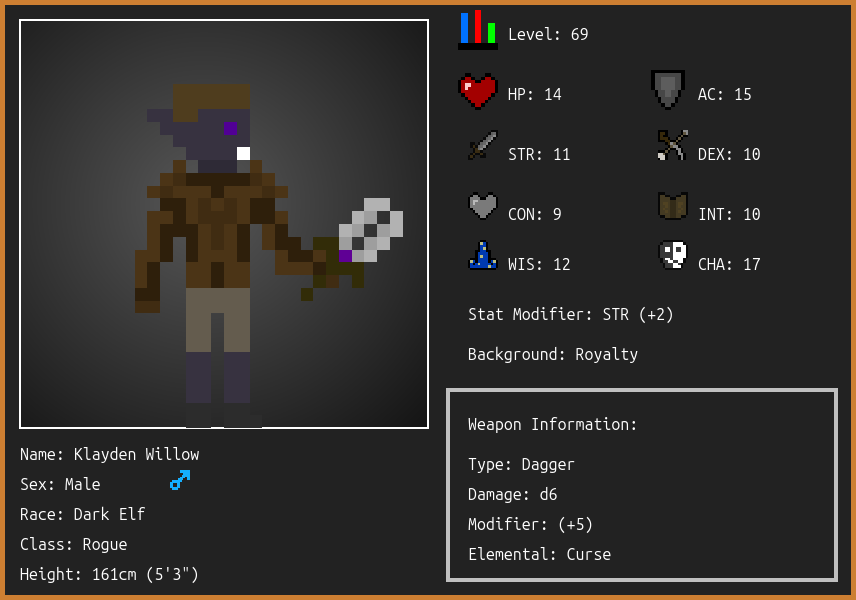 Level: 69
HP: 14
AC: 15
STR: 11
DEX: 10
CON: 9
INT: 10
WIS: 12
CHA: 17
Stat Modifier: STR (+2)
Background: Royalty
Weapon Information:
Type: Dagger
Damage: d6
Modifier: (+5)
Elemental: Curse
Name: Klayden Willow
Sex: Male
Race: Dark Elf
Class: Rogue
Height: 161cm (5'3")